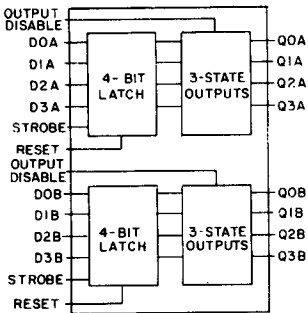 OUTPUT
DISABLE
D0A
D1A
D2A
D3A
STROBE
RESET
4-BIT
LATCH
3-STATE
OUTPUTS
Q0A
Q1A
Q2A
Q3A
OUTPUT
DISABLE
D0B
D1B
D2B
D3B
STROBE
RESET
4-BIT
LATCH
3-STATE
OUTPUTS
Q0B
Q1B
Q2B
Q3B